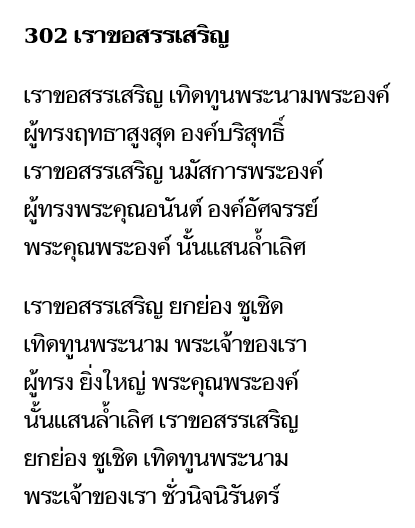 302 เราขอสรรเสริญ
เราขอสรรเสริญ เทิดทูนพระนามพระองค์
ผู้ทรงฤทธาสูงสุด องค์บริสุทธิ์
เราขอสรรเสริญ นมัสการพระองค์
ผู้ทรงพระคุณอนันต์ องค์อัศจรรย์
พระคุณพระองค์ นั้นแสนล้ำเลิศ
เราขอสรรเสริญ ยกย่อง ชูเชิด
เทิดทูนพระนาม พระเจ้าของเรา
ผู้ทรง ยิ่งใหญ่ พระคุณพระองค์
นั้นแสนล้ำเลิศ เราขอสรรเสริญ
ยกย่อง ชูเชิด เทิดทูนพระนาม
พระเจ้าของเรา ชั่วนิจนิรันดร์